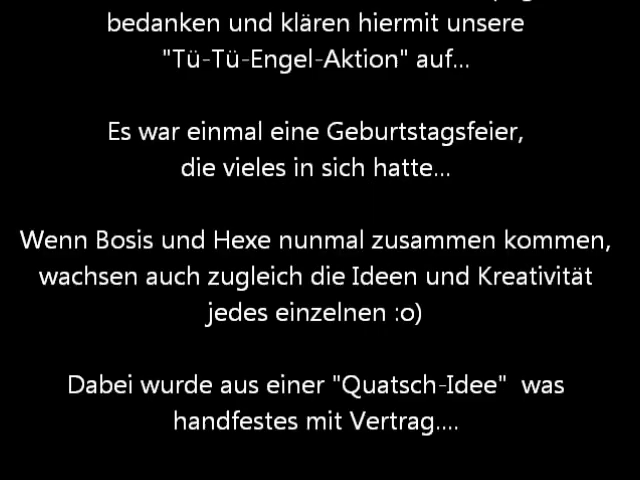 bedanken und klären hiermit unsere
"Tü-Tü-Engel-Aktion" auf...
Es war einmal eine Geburtstagsfeier,
die vieles in sich hatte...
Wenn Bosis und Hexe nunmal zusammen kommen,
wachsen auch zugleich die Ideen und Kreativität
jedes einzelnen :o)
Dabei wurde aus einer "Quatsch-Idee"  was
handfestes mit Vertrag....